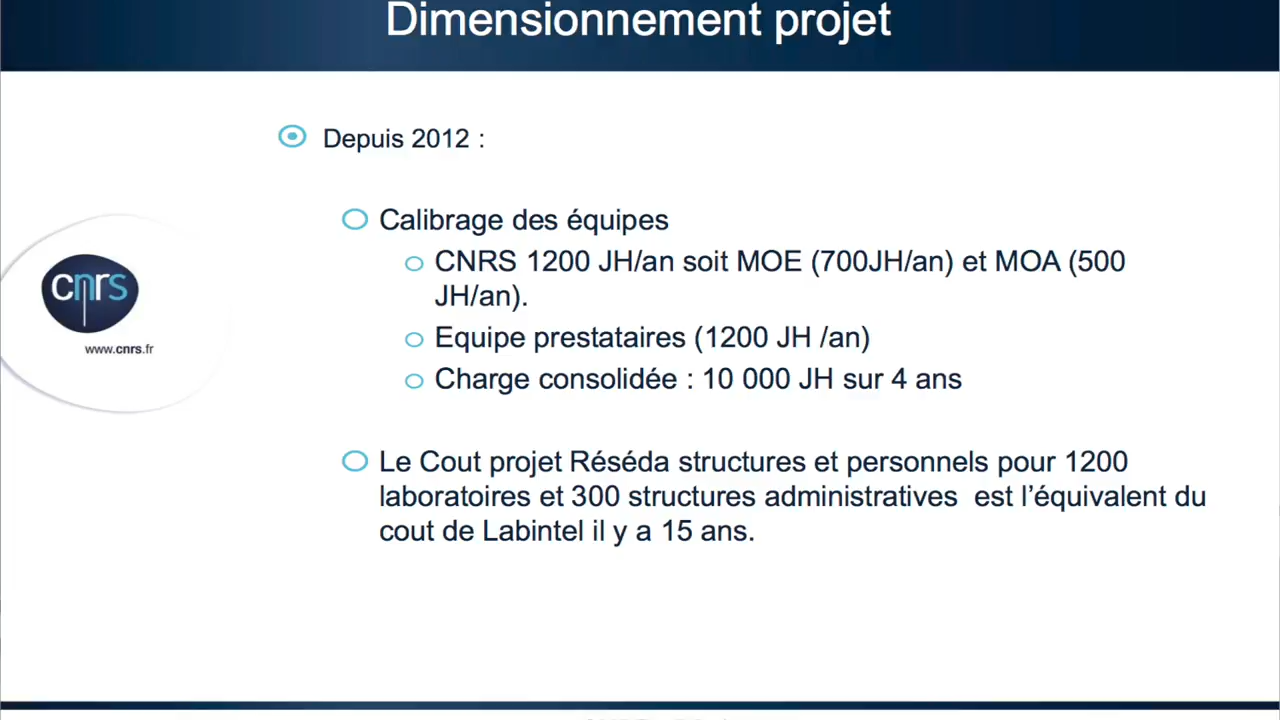 Dimensionnement projet
Depuis 2012 :
Calibrage des équipes
CNRS 1200 JH/an soit MOE (700JH/an) et MOA (500
JH/an).
Equipe prestataires (1200 JH /an)
Charge consolidée : 10 000 JH sur 4 ans
cnrs
www.cnrs.fr
Le Cout projet Réséda structures et personnels pour 1200
laboratoires et 300 structures administratives est l’équivalent du
cout de Labintel il y a 15 ans.